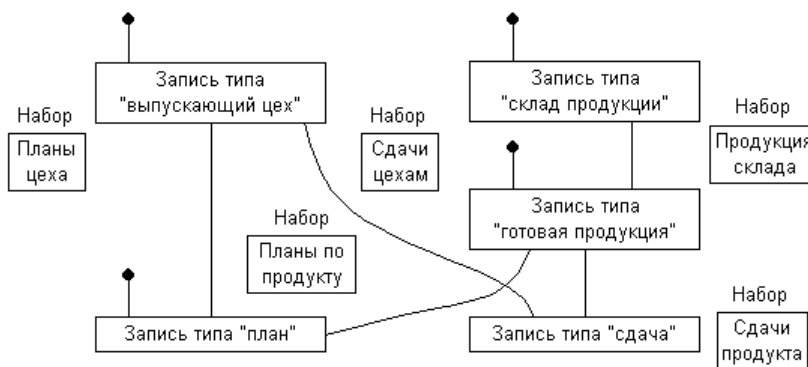 Запись типа
"выпускающий цех"
Запись типа
"склад продукции"
Набор
Планы
цеха
Набор
Сдачи
цехам
Набор
Продукция
склада
Запись типа
"готовая продукция"
Набор
Планы по
продукту
Набор
Сдачи
продукта
Запись типа "план"
Запись типа "сдача"